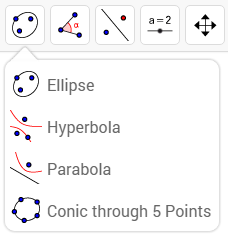 α
a=2
Ellipse
Hyperbola
Parabola
Conic through 5 Points